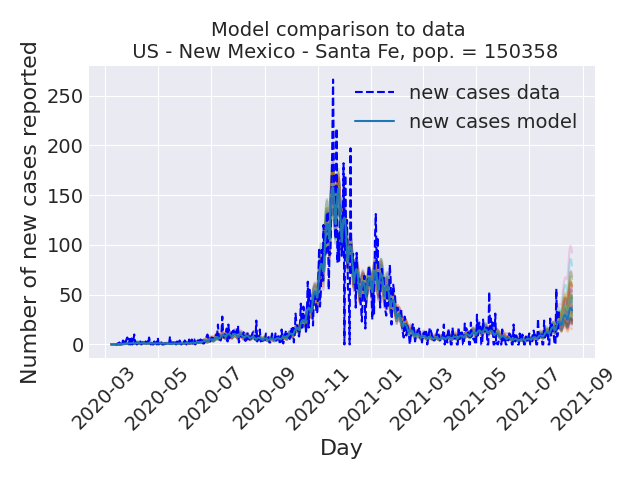 Model comparison to data
US - New Mexico - Santa Fe, pop. = 150358
Number of new cases reported
250
200
150
100
50
0
new cases data
new cases model
2020-03
2020-05
2020-07
2020-09
2020-11
2021-01
2021-03
2021-05
2021-07
2021-09
Day